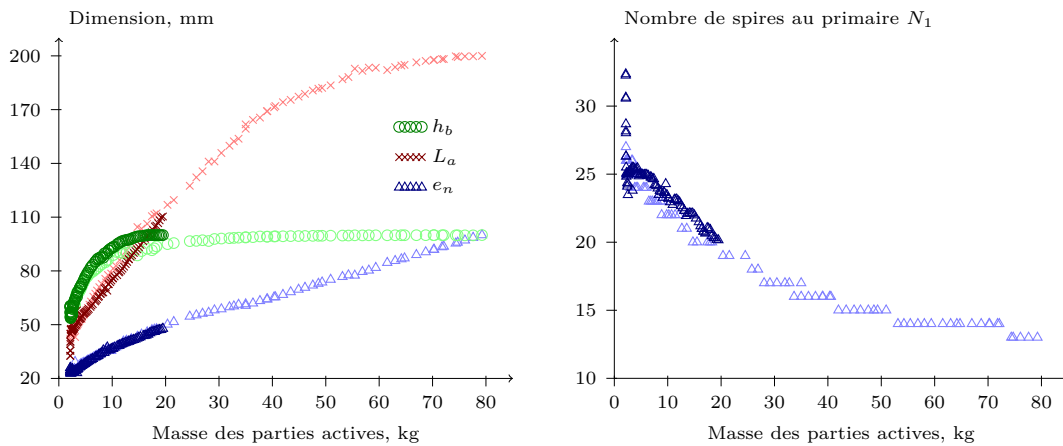 Dimension, mm
200
170
140
110
80
50
20
0 10 20 30 40 50 60 70 80
Masse des parties actives, kg
h_b
L_a
e_n
Nombre de spires au primaire N_1
30
25
20
15
10
0 10 20 30 40 50 60 70 80
Masse des parties actives, kg